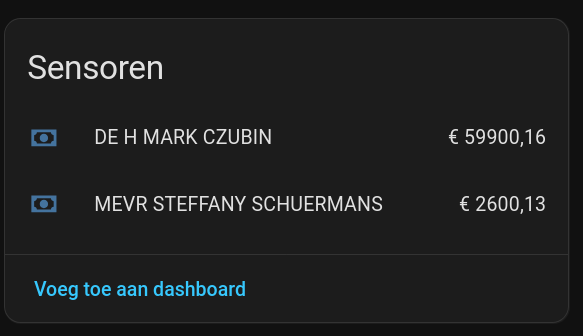 Sensoren
DE H MARK CZUBIN € 59900,16
MEVR STEFFANY SCHUERMANS € 2600,13
Voeg toe aan dashboard